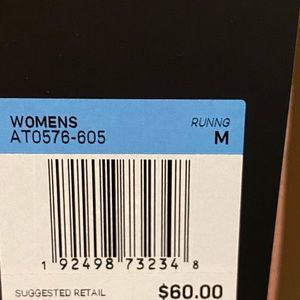 WOMENS RUNNG
AT0576-605 M
1 92498 73234 8
SUGGESTED RETAIL $60.00